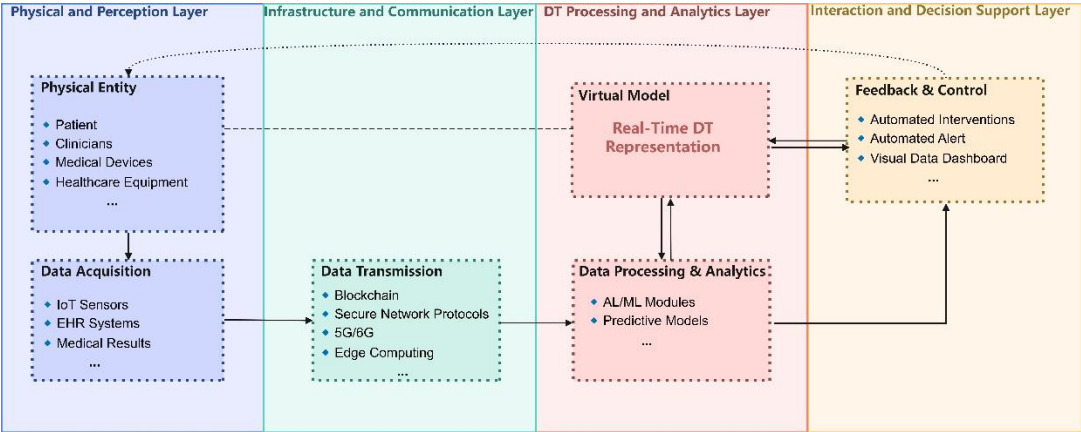 Physical and Perception Layer
Infrastructure and Communication Layer
DT Processing and Analytics Layer
Interaction and Decision Support Layer
Physical Entity
Patient
Clinicians
Medical Devices
Healthcare Equipment
...
Virtual Model
Real-Time DT
Representation
Feedback & Control
Automated Interventions
Automated Alert
Visual Data Dashboard
...
Data Acquisition
IoT Sensors
EHR Systems
Medical Results
...
Data Transmission
Blockchain
Secure Network Protocols
5G/6G
Edge Computing
...
Data Processing & Analytics
AL/ML Modules
Predictive Models
...